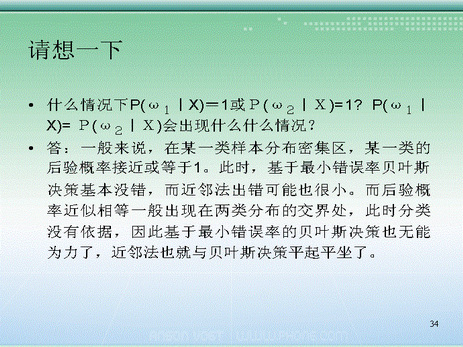 请想一下
• 什么情况下P(ω1｜X)＝1或P(ω2｜X)=1? P(ω1｜
X)= P(ω2｜X)会出现什么什么情况?
• 答：一般来说，在某一类样本分布密集区，某一类的
后验概率接近或等于1。此时，基于最小错误率贝叶斯
决策基本没错，而近邻法出错可能也很小。而后验概
率近似相等一般出现在两类分布的交界处，此时分类
没有依据，因此基于最小错误率的贝叶斯决策也无能
为力了，近邻法也就与贝叶斯决策平起平坐了。
34